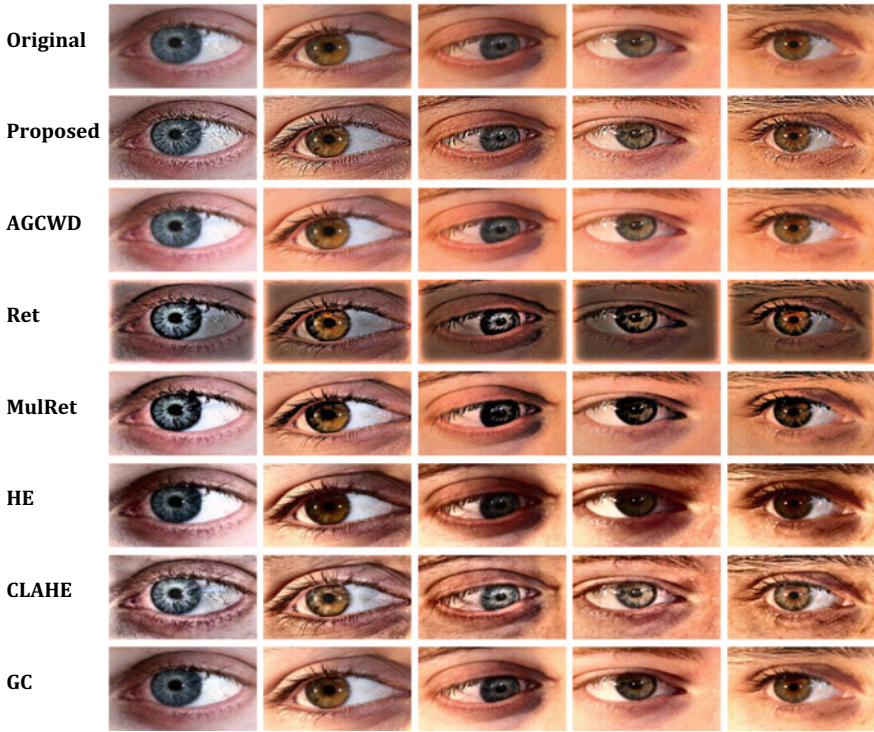 Original
Proposed
AGCWD
Ret
MulRet
HE
CLAHE
GC